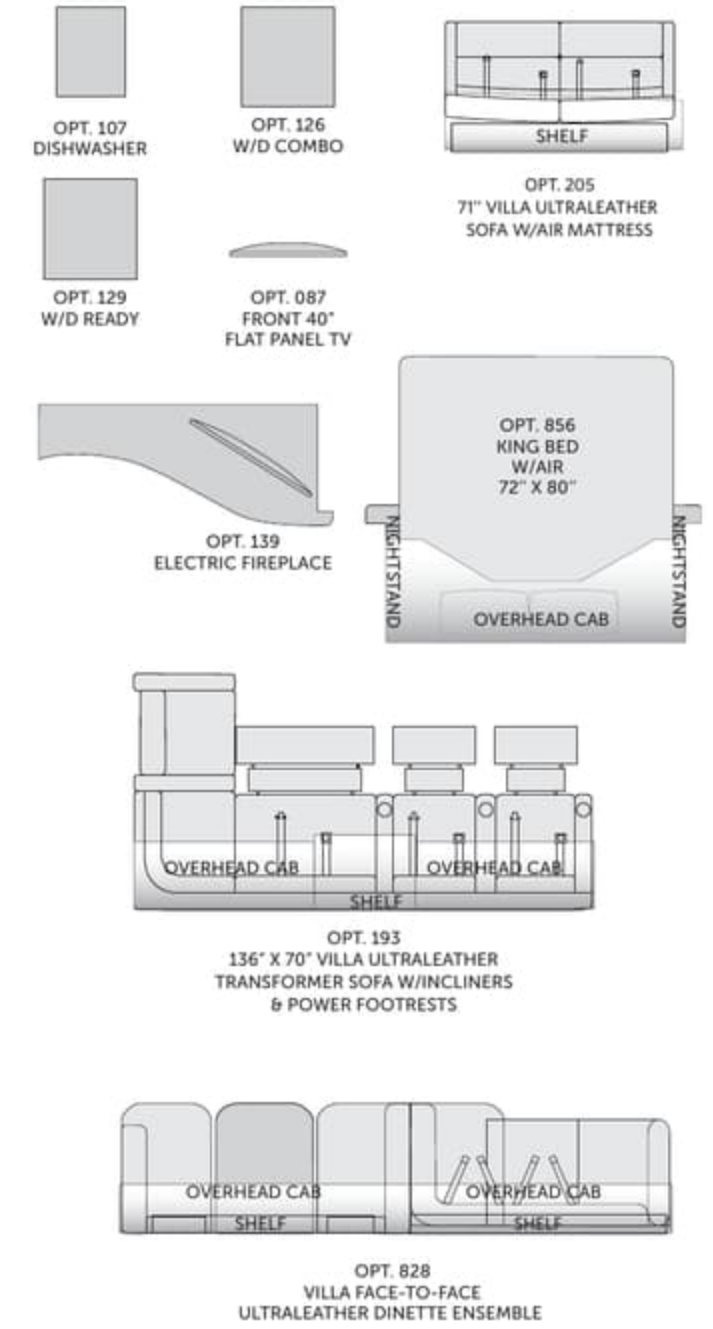 OPT. 107
DISHWASHER
OPT. 126
W/D COMBO
SHELF
OPT. 205
71" VILLA ULTRALEATHER
SOFA W/AIR MATTRESS
OPT. 129
W/D READY
OPT. 087
FRONT 40"
FLAT PANEL TV
OPT. 139
ELECTRIC FIREPLACE
OPT. 856
KING BED
W/AIR
72" X 80"
NIGHTSTAND
NIGHTSTAND
OVERHEAD CAB
OVERHEAD CAB
OVERHEAD CAB
SHELF
OPT. 193
136" X 70" VILLA ULTRALEATHER
TRANSFORMER SOFA W/INCLINERS
& POWER FOOTRESTS
OVERHEAD CAB
OVERHEAD CAB
SHELF
SHELF
OPT. 828
VILLA FACE-TO-FACE
ULTRALEATHER DINETTE ENSEMBLE